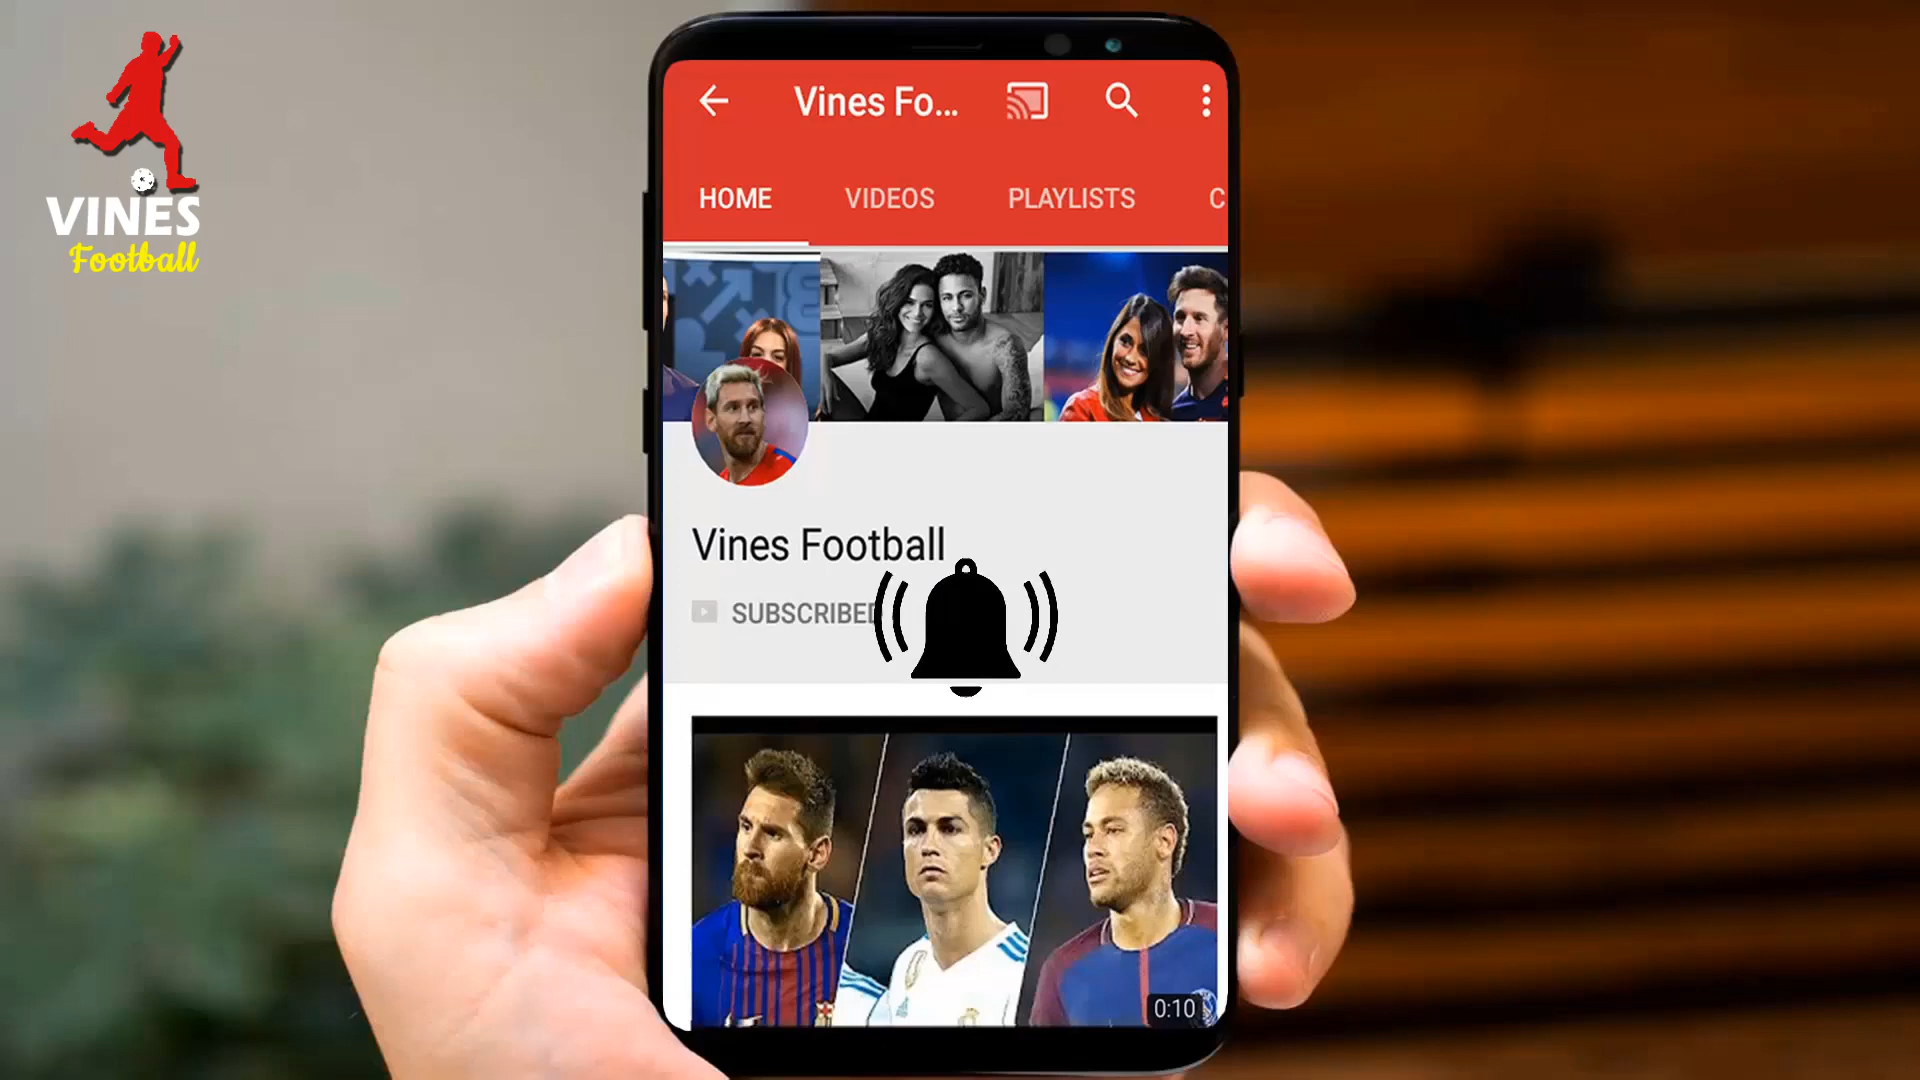 VINES
Football
Vines Fo...
HOME
VIDEOS
PLAYLISTS
C
Vines Football
SUBSCRIBED
0:10